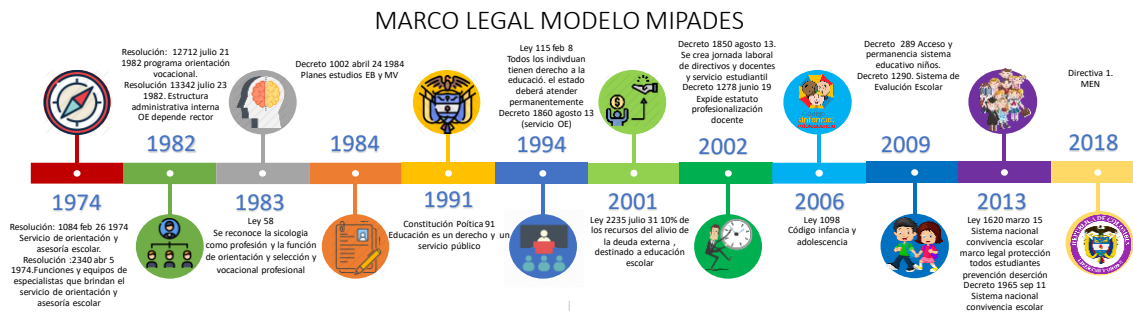 MARCO LEGAL MODELO MIPADES
Resolución: 12712 julio 21
1982 programa orientación
vocacional.
Resolución 13342 julio 23
1982. Estructura
administrativa interna
OE depende rector
Decreto 1002 abril 24 1984
Planes estudios EB y MV
Ley 115 feb 8
Todos los indivduan
tienen derecho a la
educació. el estado
deberá atender
permanentemente
Decreto 1860 agosto 13
(servicio OE)
Decreto 1850 agosto 13.
Se crea jornada laboral
de directivos y docentes
y servicio estudiantil
Decreto 1278 junio 19
Expide estatuto
profesionalización
docente
Decreto 289 Acceso y
permanencia sistema
educativo niños.
Decreto 1290. Sistema de
Evalución Escolar
Directiva 1.
MEN
1982
1984
1994
2002
2009
2018
1974
1983
1991
2001
2006
2013
Resolución: 1084 feb 26 1974
Servicio de orientación y
asesoría escolar.
Resolución :2340 abr 5
1974.Funciones y equipos de
especialistas que brindan el
servicio de orientación y
asesoría escolar
Ley 58
Se reconoce la sicologia
como profesión y la función
de orientación y selección y
vocacional profesional
Constitución Poítica 91
Educación es un derecho y un
un servicio público
Ley 2235 julio 31 10% de
los recursos del alivio de
la deuda externa ,
destinado a educación
escolar
Ley 1098
Código infancia y
adolescencia
Ley 1620 marzo 15
Sistema nacional
convivencia escolar
marco legal protección
todos estudiantes
prevención deserción
Decreto 1965 sep 11
Sistema nacional
convivencia escolar